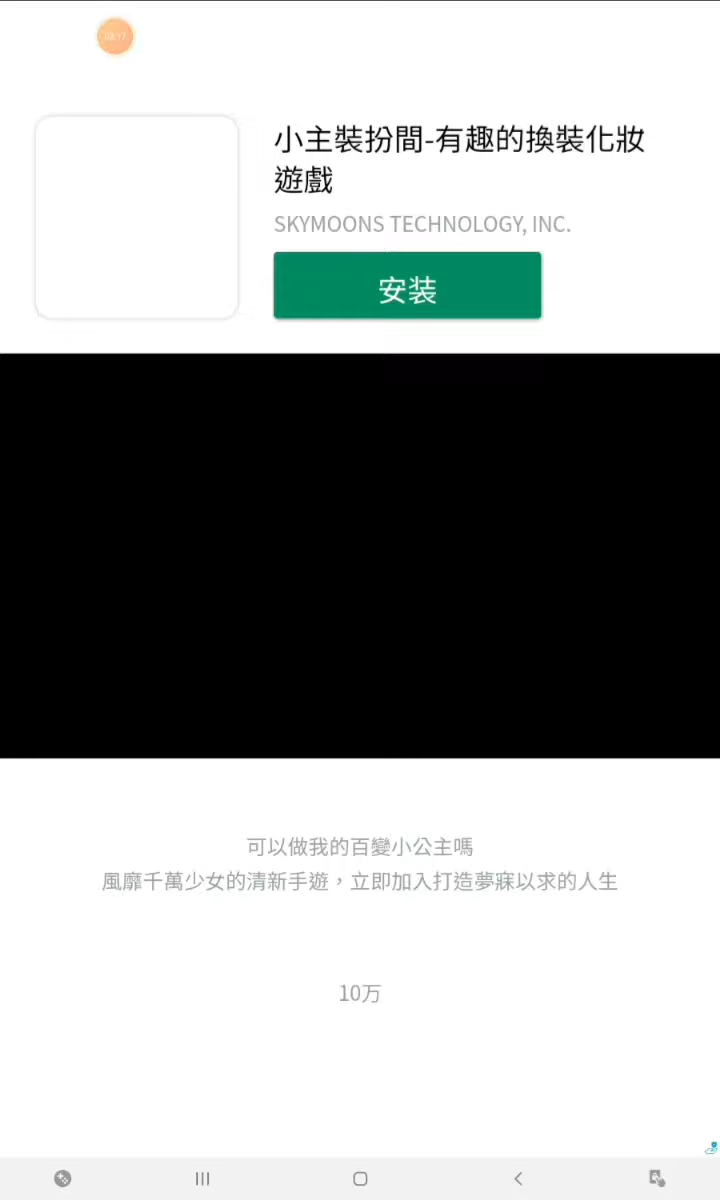 小主裝扮間-有趣的換裝化妝
遊戲
SKYMOONS TECHNOLOGY, INC.
安装
可以做我的百變小公主嗎
風靡千萬少女的清新手遊，立即加入打造夢寐以求的人生
10万